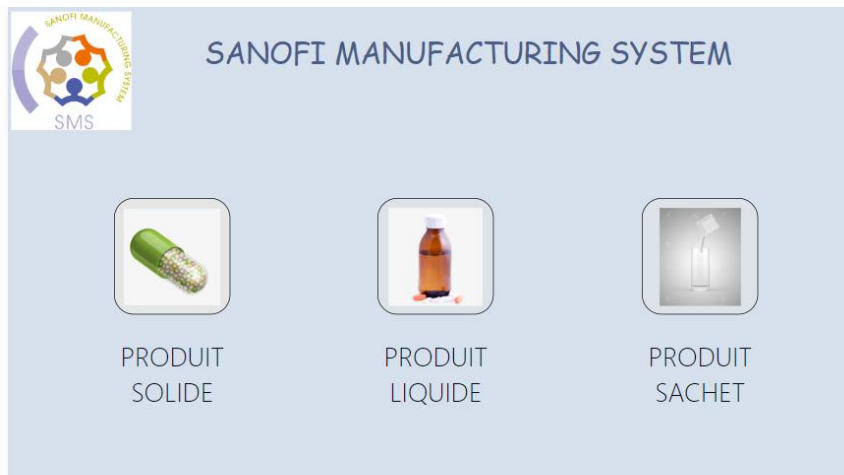 SANOFI MANUFACTURING SYSTEM
SMS
SANOFI MANUFACTURING SYSTEM
PRODUIT
SOLIDE
PRODUIT
LIQUIDE
PRODUIT
SACHET